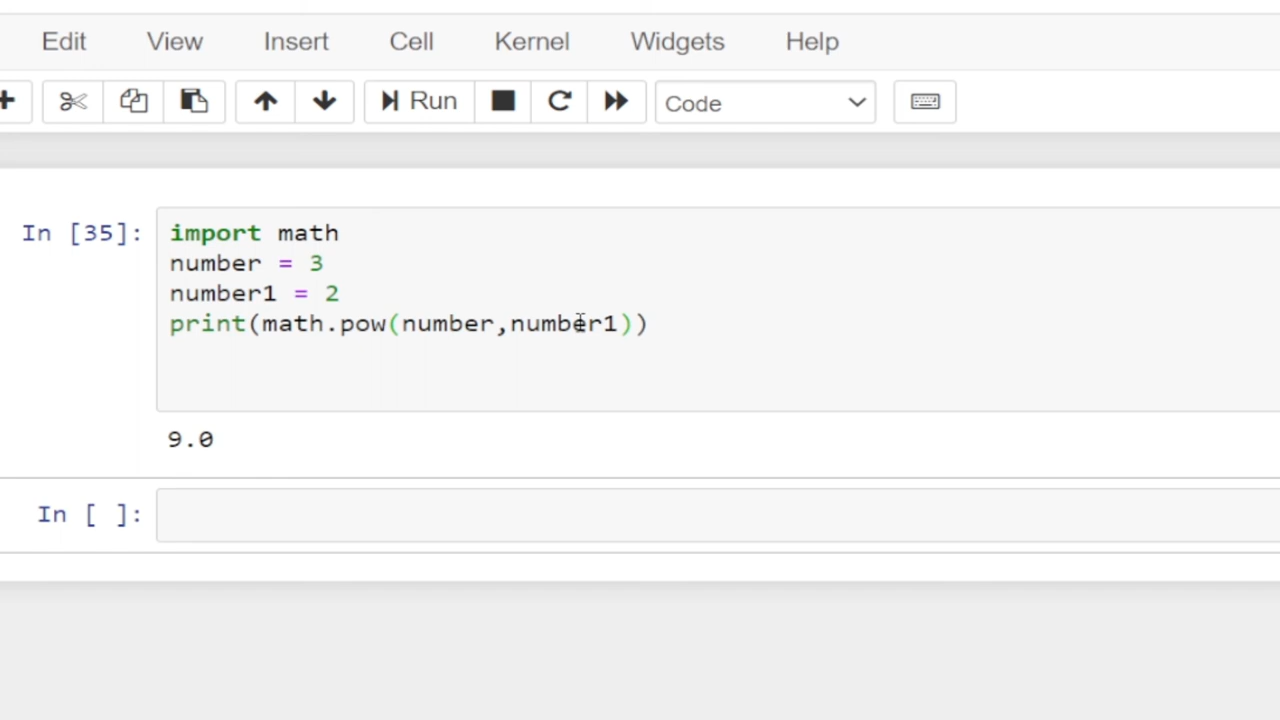 Edit View Insert Cell Kernel Widgets Help
Run Code
In [35]: import math
number = 3
number1 = 2
print(math.pow(number,number1))
9.0
In [ ]: